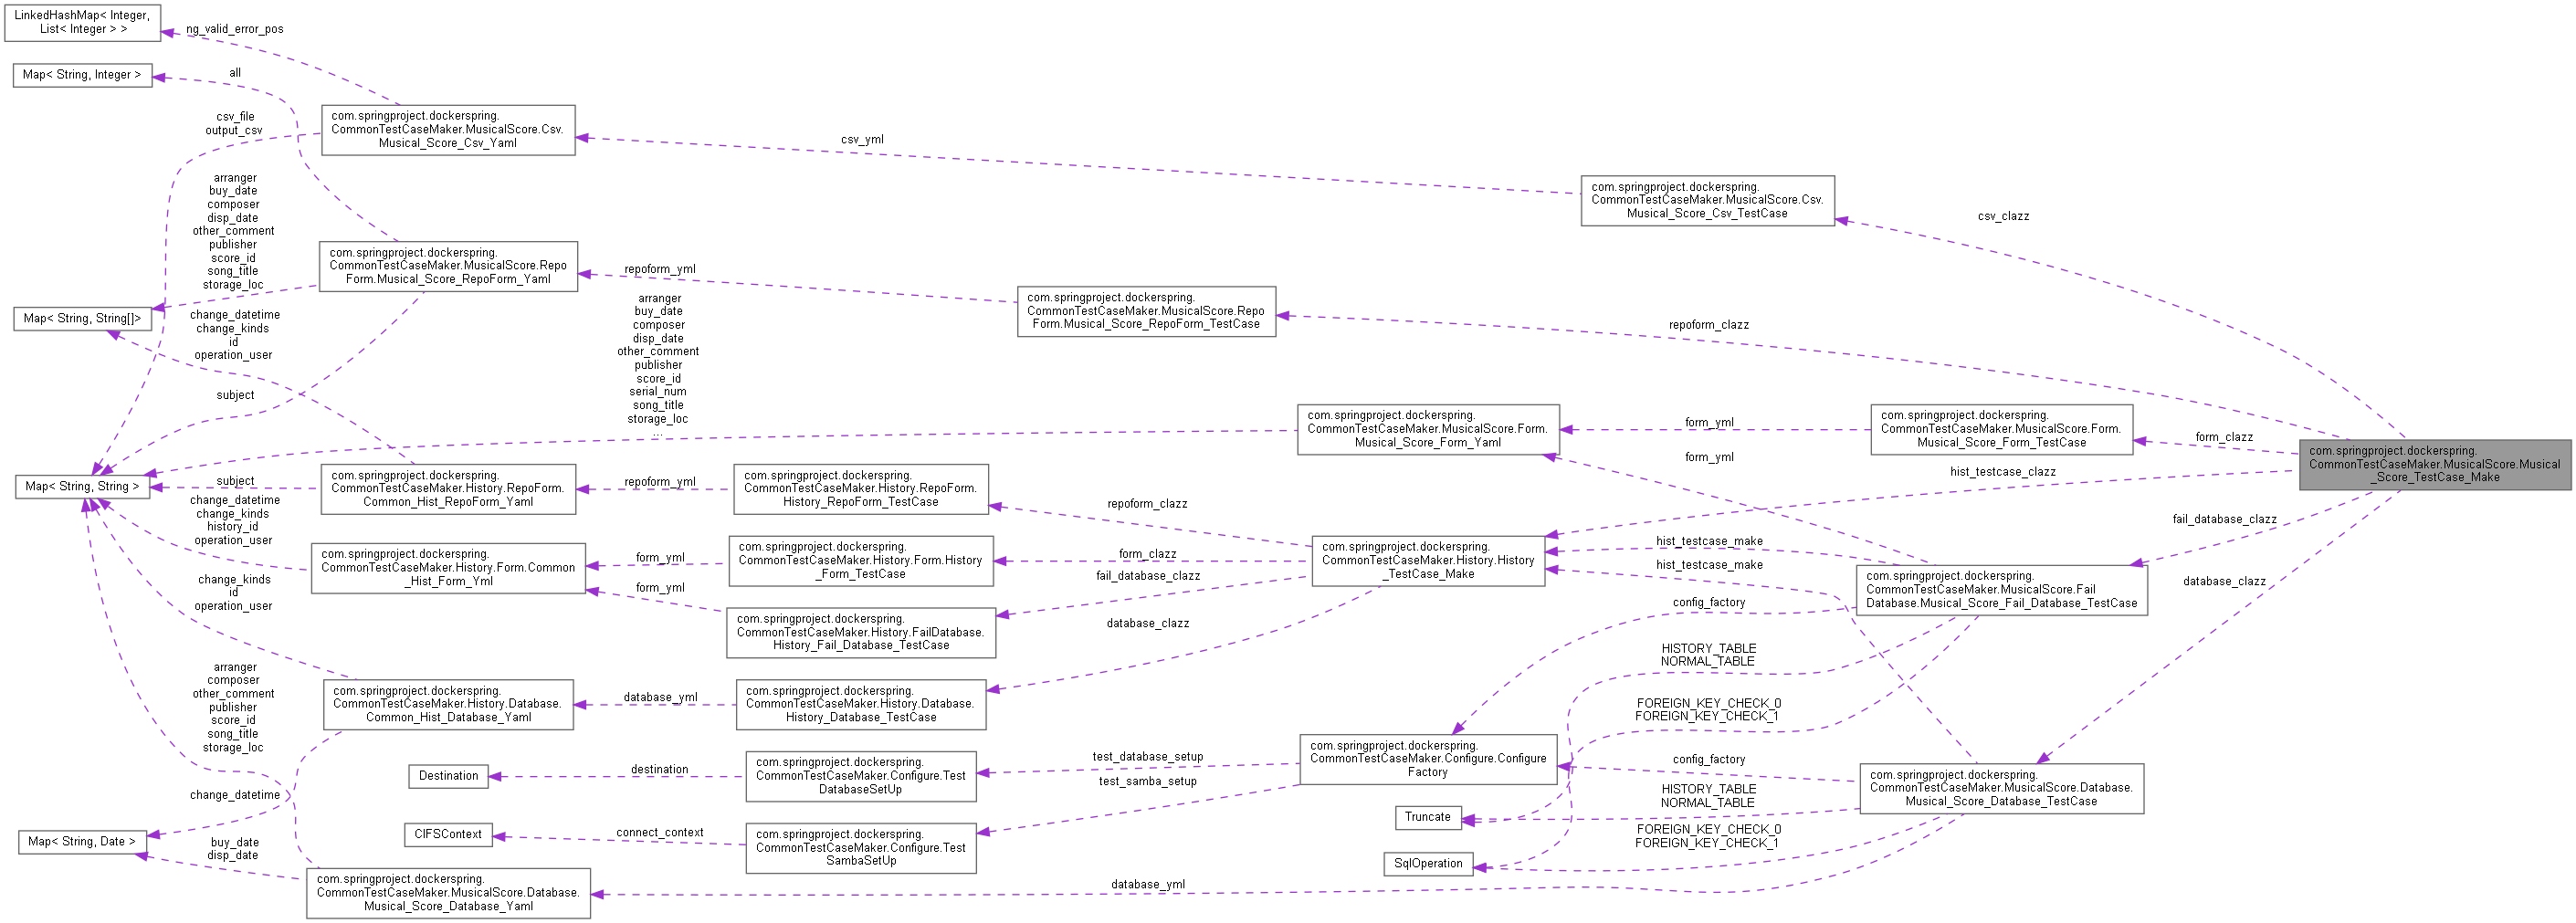 LinkedHashMap< Integer,
List< Integer > >
ng_valid_error_pos
Map< String, Integer >
all
csv_file
output_csv
com.springproject.dockerspring.
CommonTestCaseMaker.MusicalScore.Csv.
Musical_Score_Csv_Yaml
csv_yml
com.springproject.dockerspring.
CommonTestCaseMaker.MusicalScore.Csv.
Musical_Score_Csv_TestCase
csv_clazz
arranger
buy_date
composer
disp_date
other_comment
publisher
score_id
song_title
storage_loc
com.springproject.dockerspring.
CommonTestCaseMaker.MusicalScore.Repo
Form.Musical_Score_RepoForm_Yaml
repoform_yml
com.springproject.dockerspring.
CommonTestCaseMaker.MusicalScore.Repo
Form.Musical_Score_RepoForm_TestCase
repoform_clazz
Map< String, String[]>
change_datetime
change_kinds
id
operation_user
subject
arranger
buy_date
composer
disp_date
other_comment
publisher
score_id
serial_num
song_title
storage_loc
...
com.springproject.dockerspring.
CommonTestCaseMaker.MusicalScore.Form.
Musical_Score_Form_Yaml
form_yml
form_yml
com.springproject.dockerspring.
CommonTestCaseMaker.MusicalScore.Form.
Musical_Score_Form_TestCase
form_clazz
com.springproject.dockerspring.
CommonTestCaseMaker.MusicalScore.Musical
_Score_TestCase_Make
Map< String, String >
subject
com.springproject.dockerspring.
CommonTestCaseMaker.History.RepoForm.
Common_Hist_RepoForm_Yaml
repoform_yml
com.springproject.dockerspring.
CommonTestCaseMaker.History.RepoForm.
History_RepoForm_TestCase
repoform_clazz
hist_testcase_clazz
fail_database_clazz
change_datetime
change_kinds
history_id
operation_user
com.springproject.dockerspring.
CommonTestCaseMaker.History.Form.Common
_Hist_Form_Yml
form_yml
form_yml
com.springproject.dockerspring.
CommonTestCaseMaker.History.Form.History
_Form_TestCase
form_clazz
fail_database_clazz
com.springproject.dockerspring.
CommonTestCaseMaker.History.History
_TestCase_Make
hist_testcase_make
hist_testcase_make
com.springproject.dockerspring.
CommonTestCaseMaker.MusicalScore.Fail
Database.Musical_Score_Fail_Database_TestCase
database_clazz
change_kinds
id
operation_user
com.springproject.dockerspring.
CommonTestCaseMaker.History.FailDatabase.
History_Fail_Database_TestCase
database_clazz
config_factory
HISTORY_TABLE
NORMAL_TABLE
FOREIGN_KEY_CHECK_0
FOREIGN_KEY_CHECK_1
arranger
composer
other_comment
publisher
score_id
song_title
storage_loc
com.springproject.dockerspring.
CommonTestCaseMaker.History.Database.
Common_Hist_Database_Yaml
database_yml
com.springproject.dockerspring.
CommonTestCaseMaker.History.Database.
History_Database_TestCase
Destination
destination
com.springproject.dockerspring.
CommonTestCaseMaker.Configure.Test
DatabaseSetUp
test_database_setup
test_samba_setup
com.springproject.dockerspring.
CommonTestCaseMaker.Configure.Configure
Factory
config_factory
HISTORY_TABLE
NORMAL_TABLE
com.springproject.dockerspring.
CommonTestCaseMaker.MusicalScore.Database.
Musical_Score_Database_TestCase
change_datetime
Map< String, Date >
CIFSContext
connect_context
com.springproject.dockerspring.
CommonTestCaseMaker.Configure.Test
SambaSetUp
Truncate
SqlOperation
FOREIGN_KEY_CHECK_0
FOREIGN_KEY_CHECK_1
buy_date
disp_date
com.springproject.dockerspring.
CommonTestCaseMaker.MusicalScore.Database.
Musical_Score_Database_Yaml
database_yml